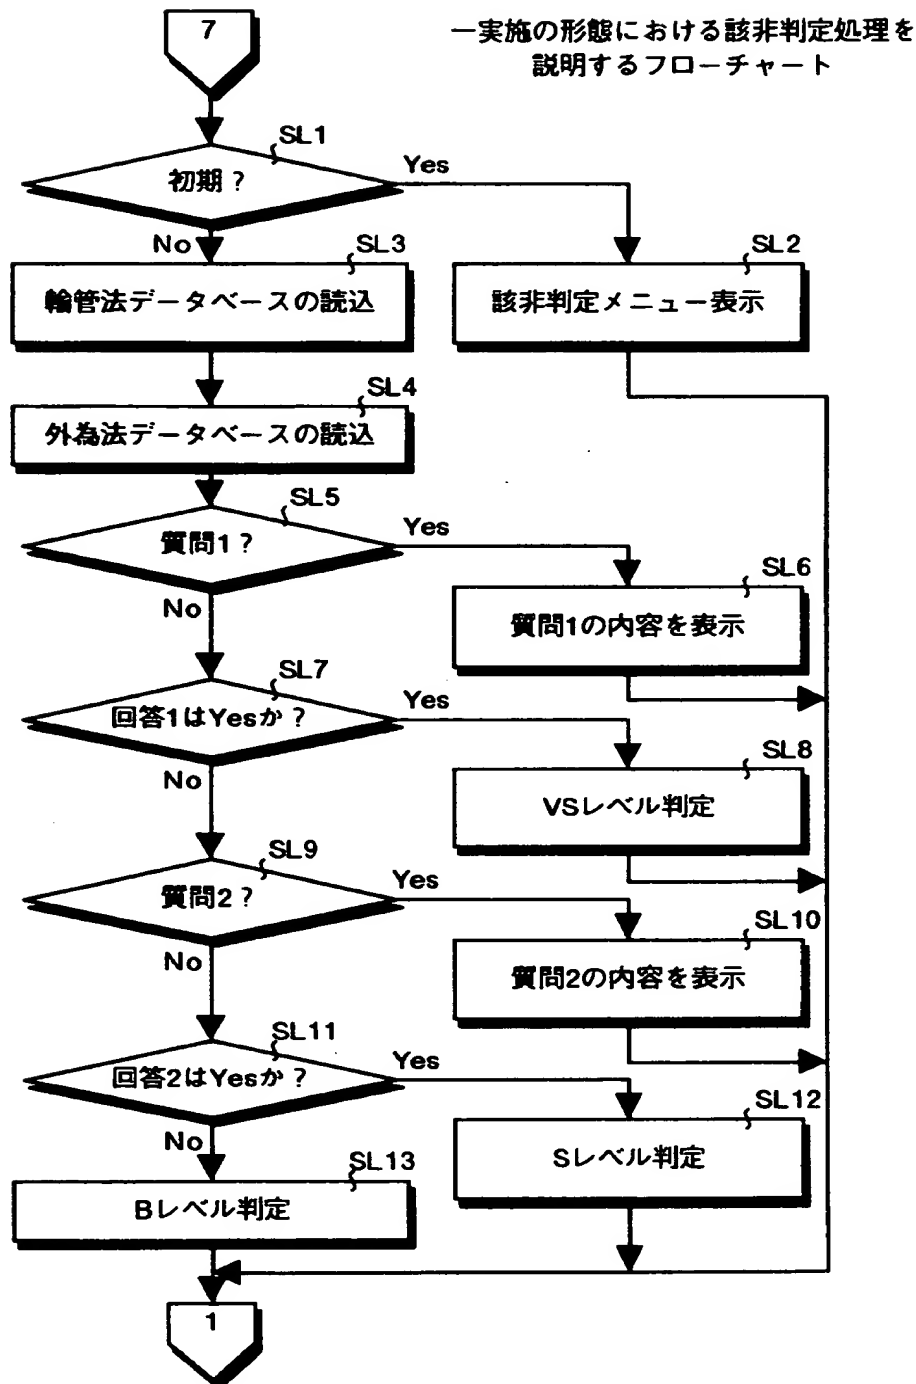 7
一実施の形態における該非判定処理を
説明するフローチャート
SL1
初期？
Yes
No
SL3
輸管法データベースの読込
SL2
該非判定メニュー表示
SL4
外為法データベースの読込
SL5
質問1？
Yes
No
SL6
質問1の内容を表示
SL7
回答1はYesか？
Yes
No
SL8
VSレベル判定
SL9
質問2？
Yes
No
SL10
質問2の内容を表示
SL11
回答2はYesか？
Yes
No
SL12
Sレベル判定
SL13
Bレベル判定
1